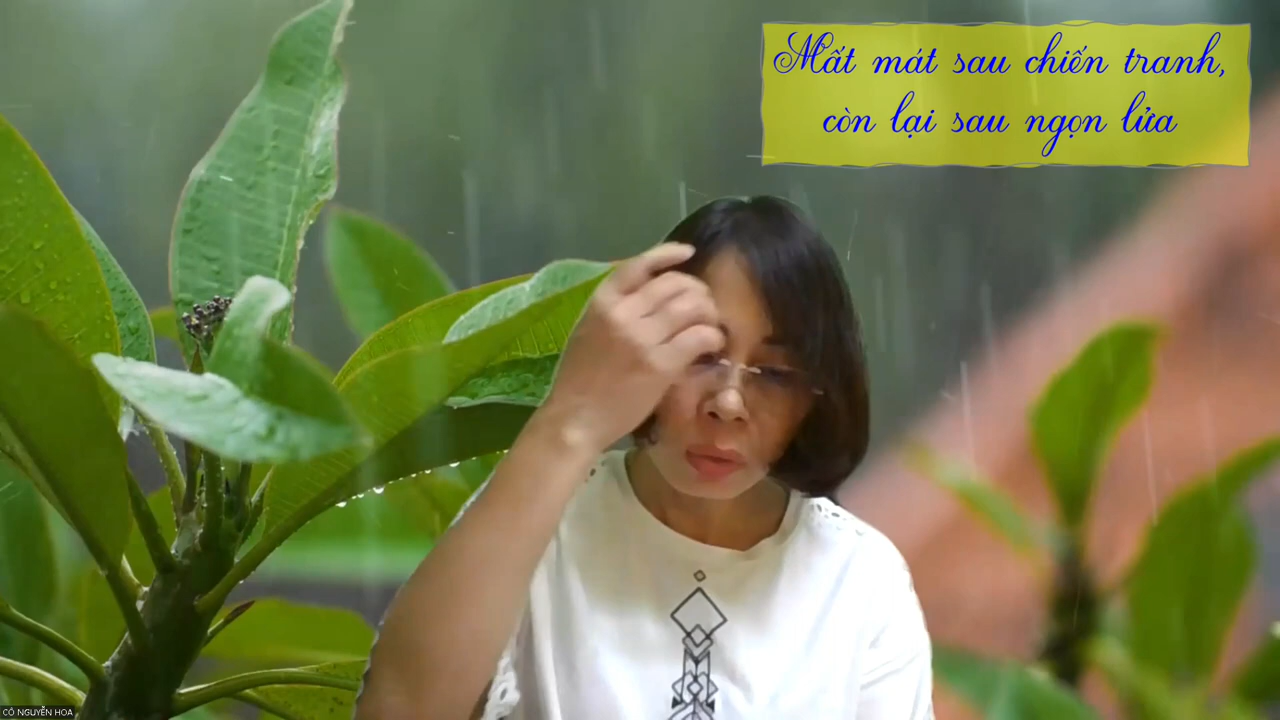 Mất mát sau chiến tranh,
còn lại sau ngọn lửa
CÔ NGUYỄN HOA